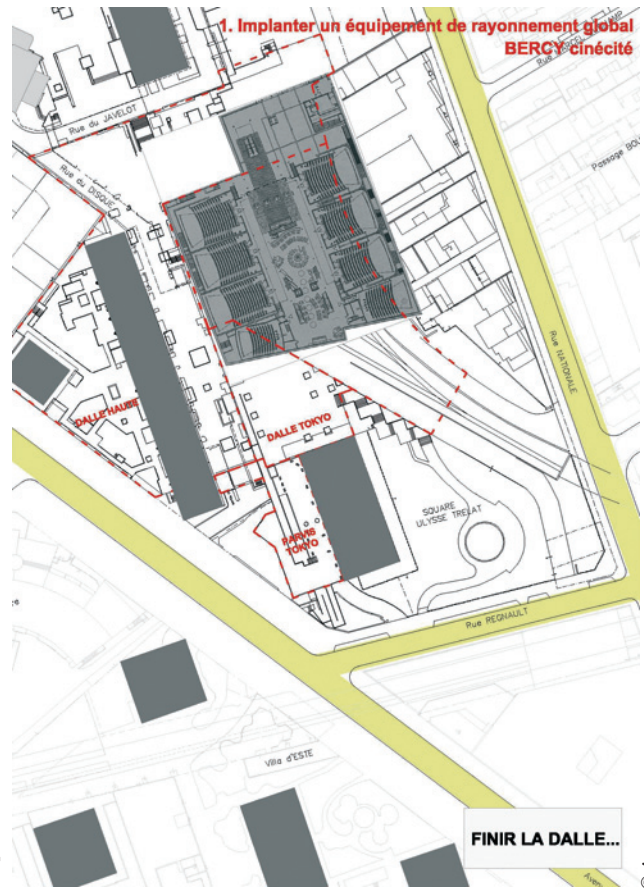 1. Implanter un équipement de rayonnement global
BERCY cinécité
Rue du JAVELOT
Rue du DISQUE
Passage
Rue NATIONALE
DALLE HAUTE
DALLE TOKYO
PARVIS
TOKYO
SQUARE
ULYSSE TRELAT
Rue REGNAULT
Villa d'ESTE
FINIR LA DALLE...